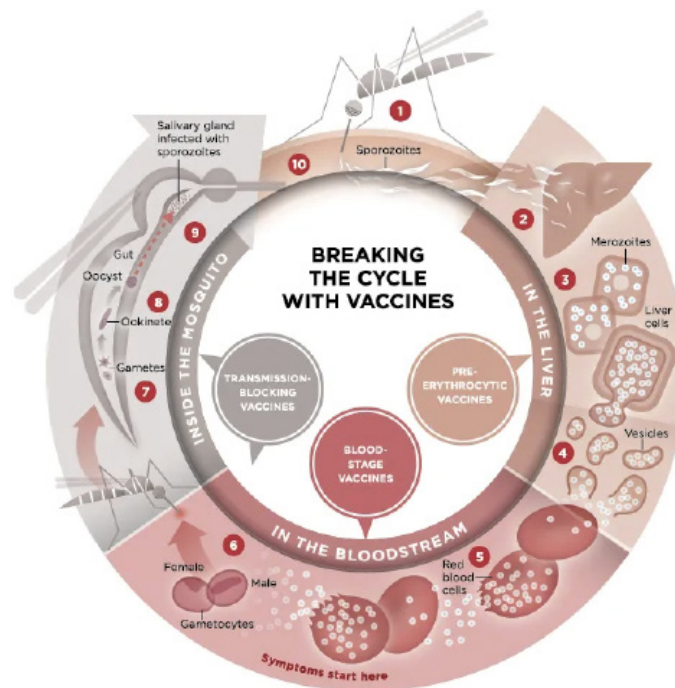 1
Salivary gland
infected with
sporozoites
10
Sporozoites
2
9
Gut
BREAKING
THE CYCLE
WITH VACCINES
Merozoites
3
Oocyst
8
Ookinete
Liver
cells
INSIDE THE MOSQUITO
IN THE LIVER
Gametes
7
TRANSMISSION-
BLOCKING
VACCINES
PRE-
ERYTHROCYTIC
VACCINES
BLOOD-
STAGE
VACCINES
Vesicles
4
IN THE BLOODSTREAM
6
5
Female
Male
Red
blood
cells
Gametocytes
Symptoms start here